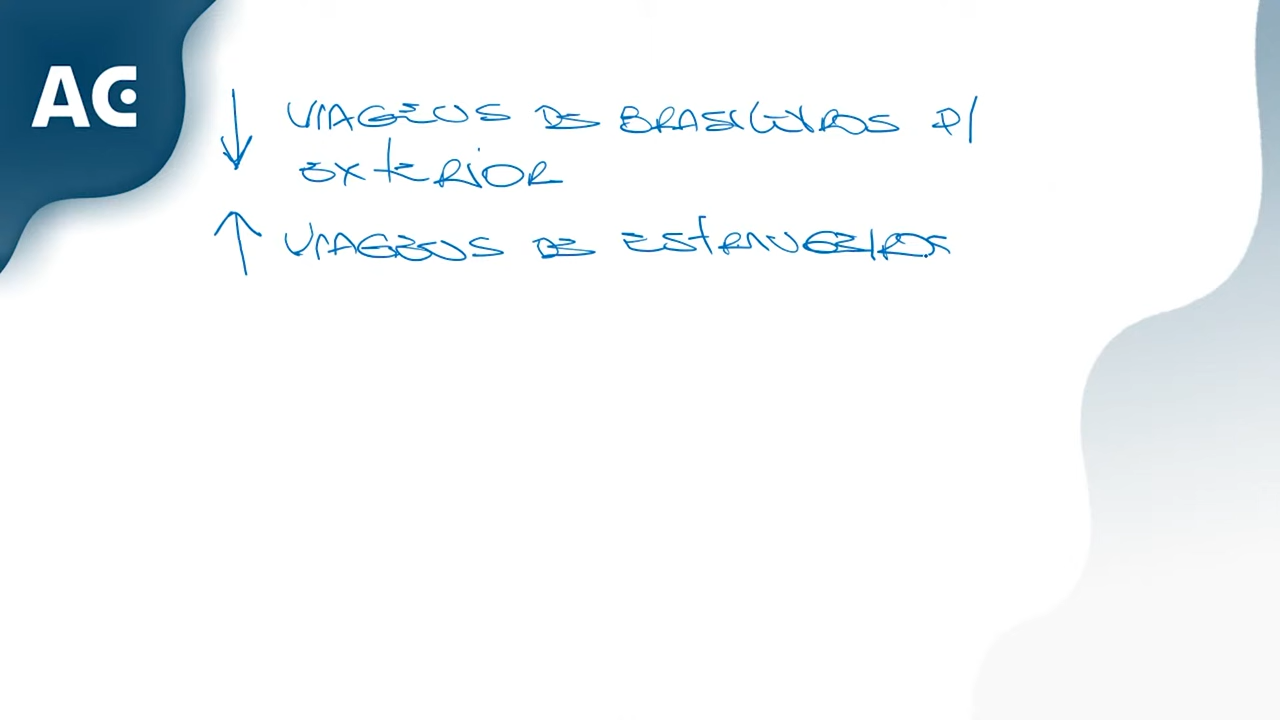 AC
↓ VIAGENS DE BRASILEIROS P/
EXTERIOR
↑ VIAGENS DE ESTRANGEIROS